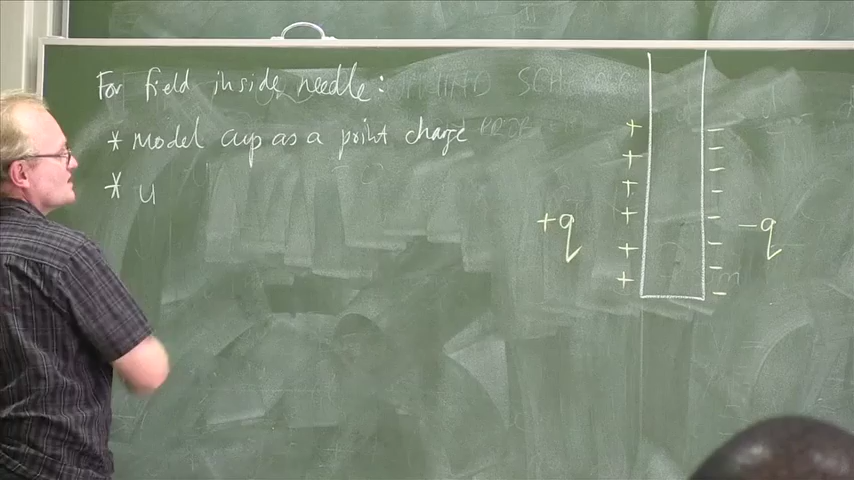 For field inside needle:
* model cup as a point charge
* u
+ + + + + +
− − − − − − −
+q
−q